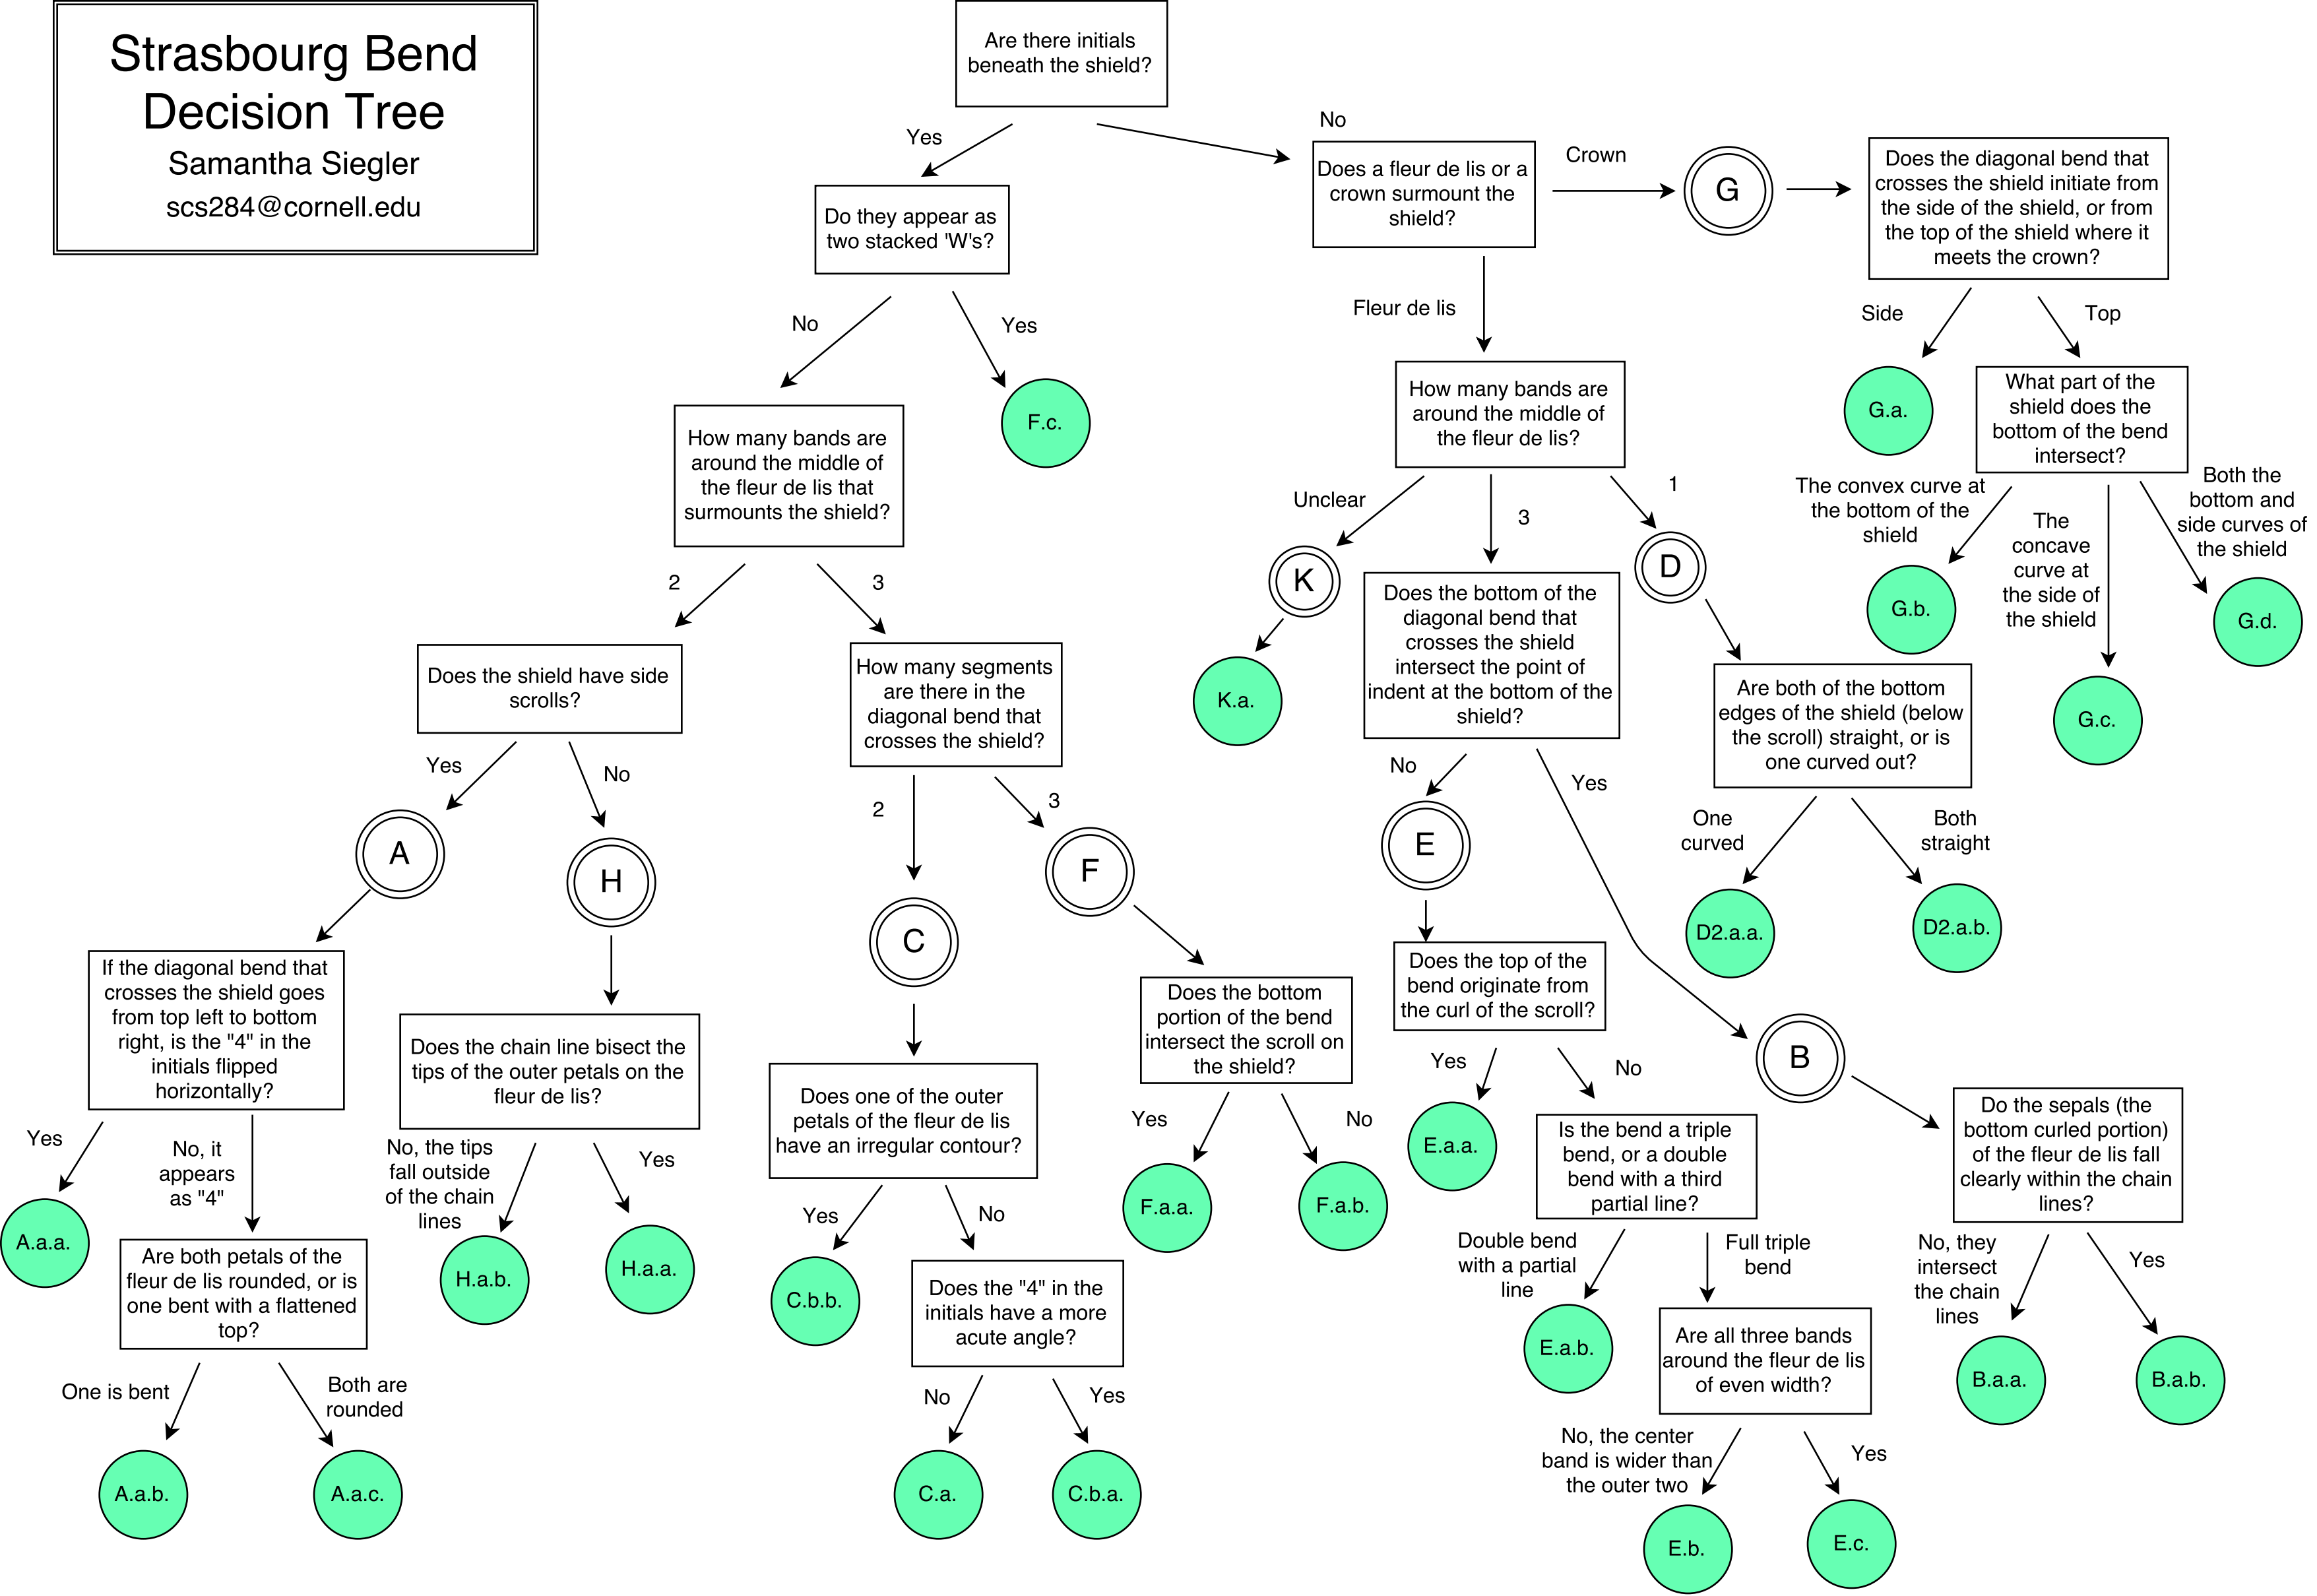 Strasbourg Bend
Decision Tree
Samantha Siegler
scs284@cornell.edu
Are there initials
beneath the shield?
Yes
No
Do they appear as
two stacked 'W's?
Does a fleur de lis or a
crown surmount the
shield?
Crown
G
Does the diagonal bend that
crosses the shield initiate from
the side of the shield, or from
the top of the shield where it
meets the crown?
No
Yes
Fleur de lis
Side
Top
F.c.
How many bands are
around the middle of
the fleur de lis that
surmounts the shield?
How many bands are
around the middle of
the fleur de lis?
G.a.
What part of the
shield does the
bottom of the bend
intersect?
Unclear
3
1
The convex curve at
the bottom of the
shield
The
concave
curve at
the side of
the shield
Both the
bottom and
side curves of
the shield
2
3
K
D
G.b.
G.d.
G.c.
Does the shield have side
scrolls?
How many segments
are there in the
diagonal bend that
crosses the shield?
K.a.
Does the bottom of the
diagonal bend that
crosses the shield
intersect the point of
indent at the bottom of the
shield?
Are both of the bottom
edges of the shield (below
the scroll) straight, or is
one curved out?
Yes
No
2
3
No
Yes
One
curved
Both
straight
A
H
C
F
E
D2.a.a.
D2.a.b.
If the diagonal bend that
crosses the shield goes
from top left to bottom
right, is the "4" in the
initials flipped
horizontally?
Does the chain line bisect the
tips of the outer petals on the
fleur de lis?
Does one of the outer
petals of the fleur de lis
have an irregular contour?
Does the bottom
portion of the bend
intersect the scroll on
the shield?
Does the top of the
bend originate from
the curl of the scroll?
B
Yes
No, it
appears
as "4"
No, the tips
fall outside
of the chain
lines
Yes
Yes
No
Yes
No
Yes
No
Do the sepals (the
bottom curled portion)
of the fleur de lis fall
clearly within the chain
lines?
A.a.a.
Are both petals of the
fleur de lis rounded, or is
one bent with a flattened
top?
H.a.b.
H.a.a.
C.b.b.
Does the "4" in the
initials have a more
acute angle?
F.a.a.
F.a.b.
E.a.a.
Is the bend a triple
bend, or a double
bend with a third
partial line?
Double bend
with a partial
line
Full triple
bend
No, they
intersect
the chain
lines
Yes
One is bent
Both are
rounded
No
Yes
E.a.b.
Are all three bands
around the fleur de lis
of even width?
B.a.a.
B.a.b.
No, the center
band is wider than
the outer two
Yes
A.a.b.
A.a.c.
C.a.
C.b.a.
E.b.
E.c.